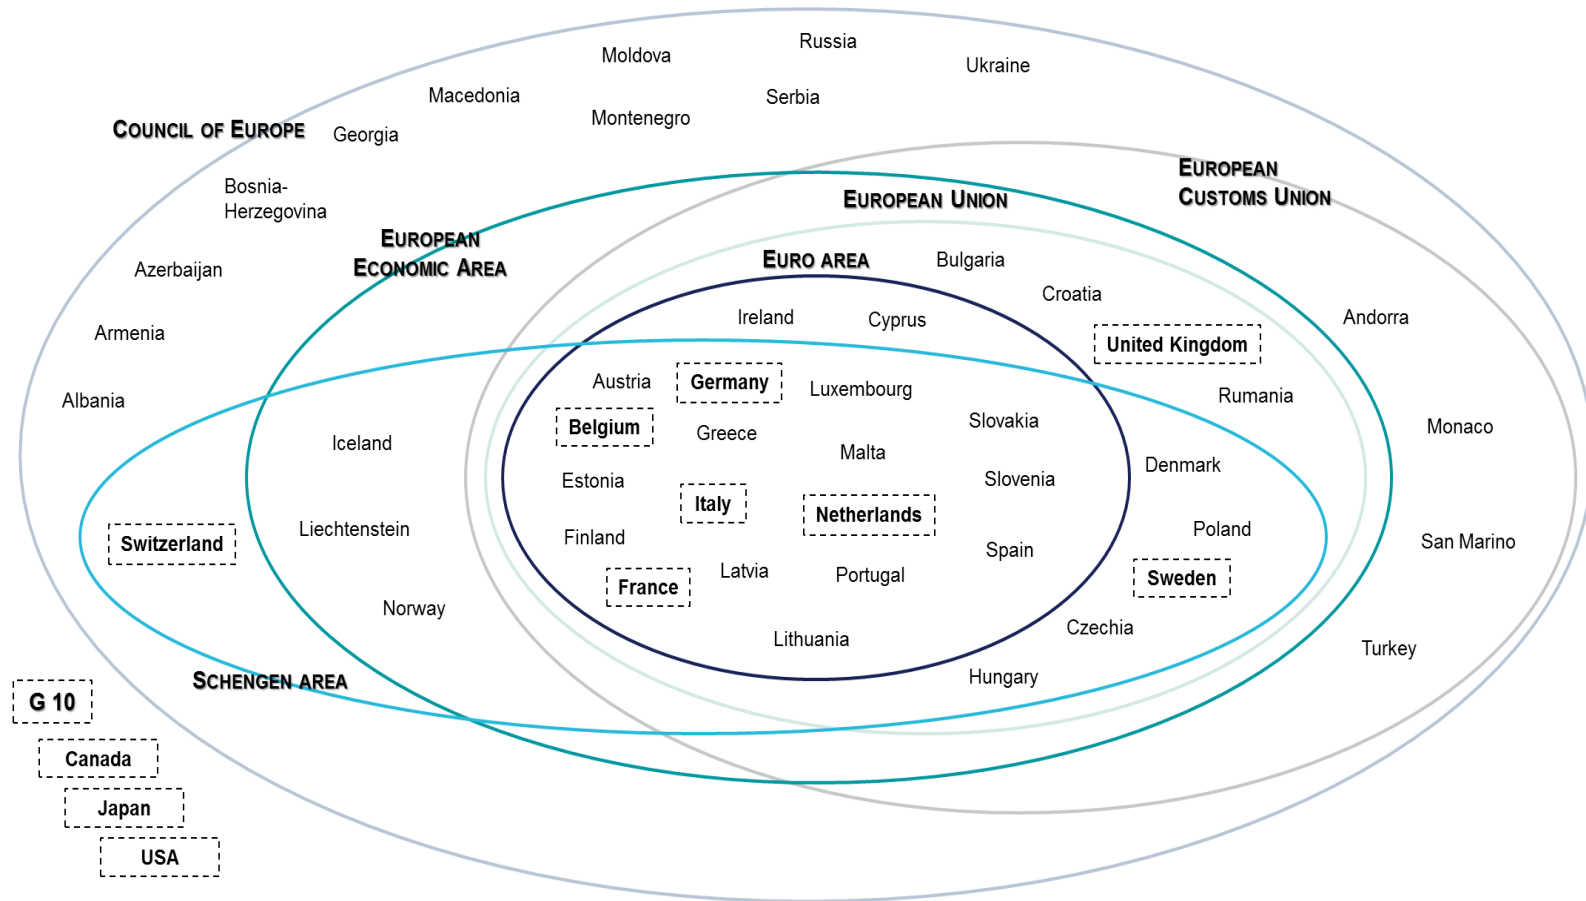 Russia
Moldova
Ukraine
Macedonia
Serbia
Montenegro
COUNCIL OF EUROPE
Georgia
EUROPEAN
CUSTOMS UNION
Bosnia-
Herzegovina
EUROPEAN UNION
EUROPEAN
ECONOMIC AREA
EURO AREA
Bulgaria
Azerbaijan
Croatia
Ireland
Cyprus
Andorra
Armenia
United Kingdom
Austria
Germany
Luxembourg
Rumania
Albania
Belgium
Greece
Slovakia
Monaco
Iceland
Malta
Denmark
Estonia
Slovenia
Italy
Netherlands
Liechtenstein
Poland
Switzerland
Finland
Spain
San Marino
Latvia
Portugal
Sweden
France
Norway
Czechia
Lithuania
Turkey
Hungary
SCHENGEN AREA
G 10
Canada
Japan
USA